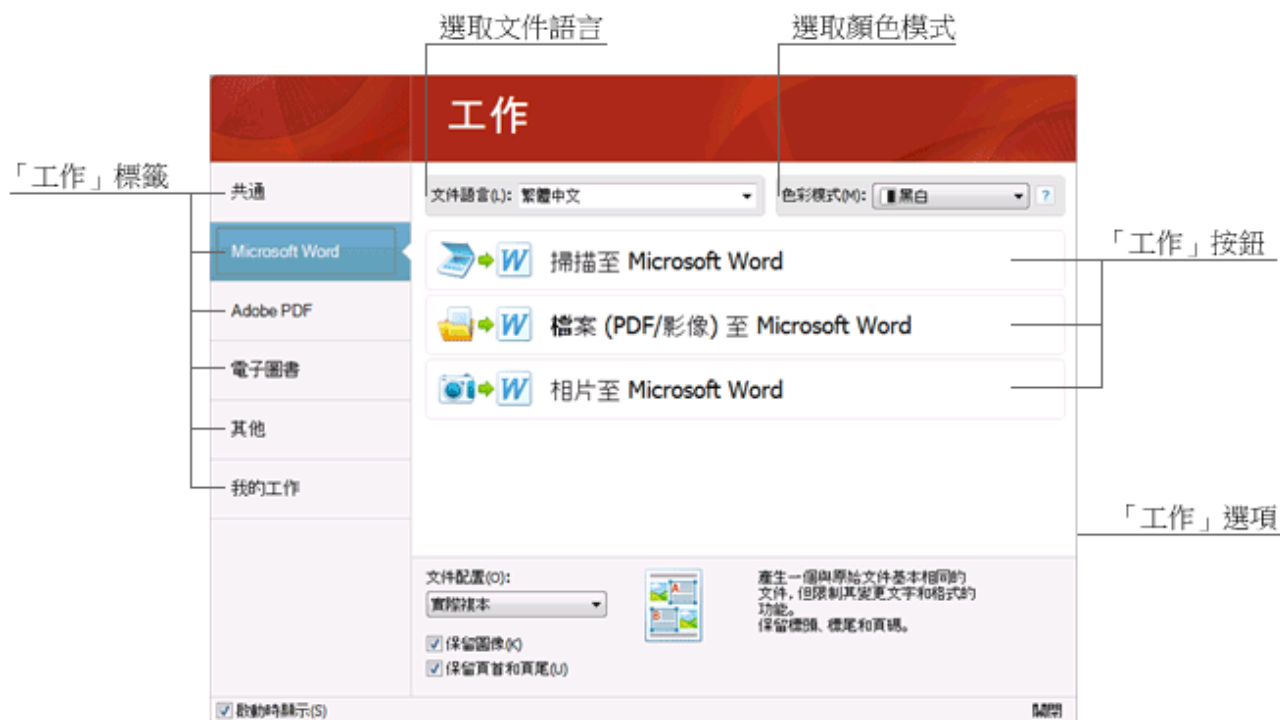 選取文件語言
選取顏色模式
工作
「工作」標籤
共通
Microsoft Word
Adobe PDF
電子圖書
其他
我的工作
文件語言(L): 繁體中文
色彩模式(M): 黑白 ?
掃描至 Microsoft Word
檔案 (PDF/影像) 至 Microsoft Word
相片至 Microsoft Word
「工作」按鈕
「工作」選項
文件配置(O):
實際複本
保留圖像(K)
保留頁首和頁尾(U)
A
B
產生一個與原始文件基本相同的
文件，但限制其變更文字和格式的
功能。
保留標頭、標尾和頁碼。
啟動時顯示(S)
關閉